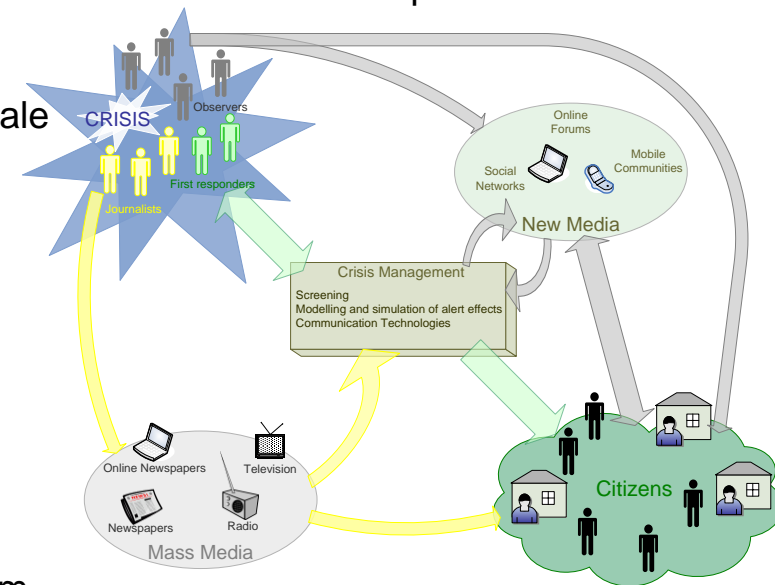 ale
Observers
CRISIS
First responders
Journalists
Online
Forums
Mobile
Communities
Social
Networks
New Media
Crisis Management
Screening
Modelling and simulation of alert effects
Communication Technologies
Online Newspapers
Television
NEWS!
Newspapers
Radio
Mass Media
Citizens